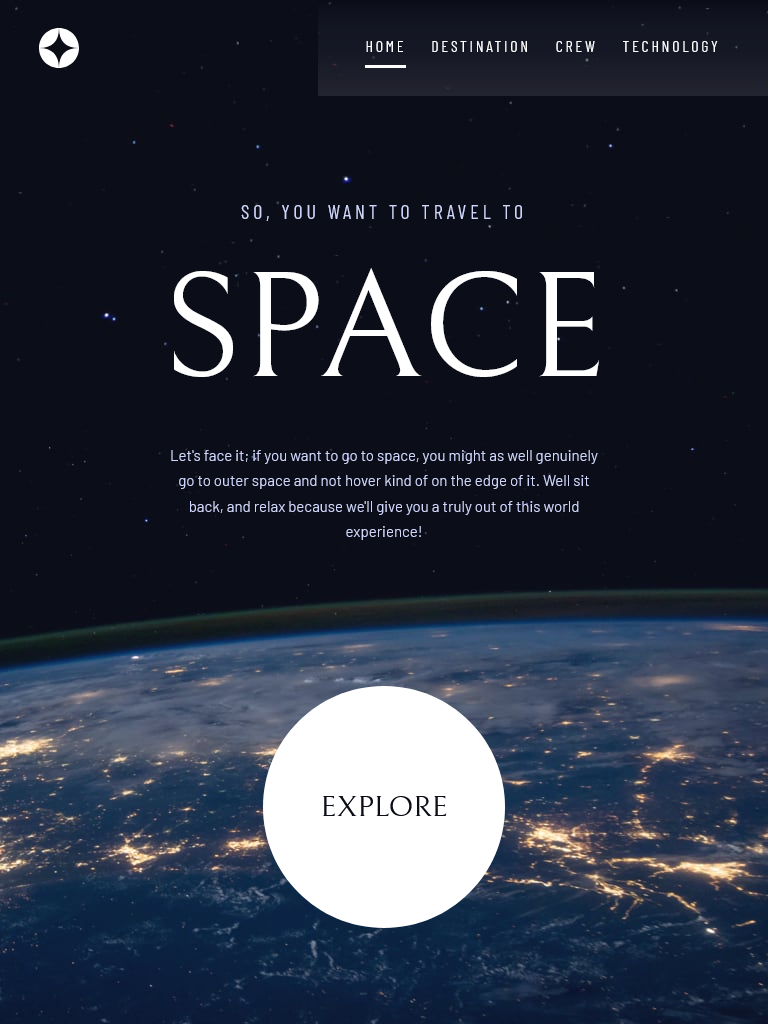 HOME DESTINATION CREW TECHNOLOGY
SO, YOU WANT TO TRAVEL TO
SPACE
Let's face it; if you want to go to space, you might as well genuinely
go to outer space and not hover kind of on the edge of it. Well sit
back, and relax because we'll give you a truly out of this world
experience!
EXPLORE